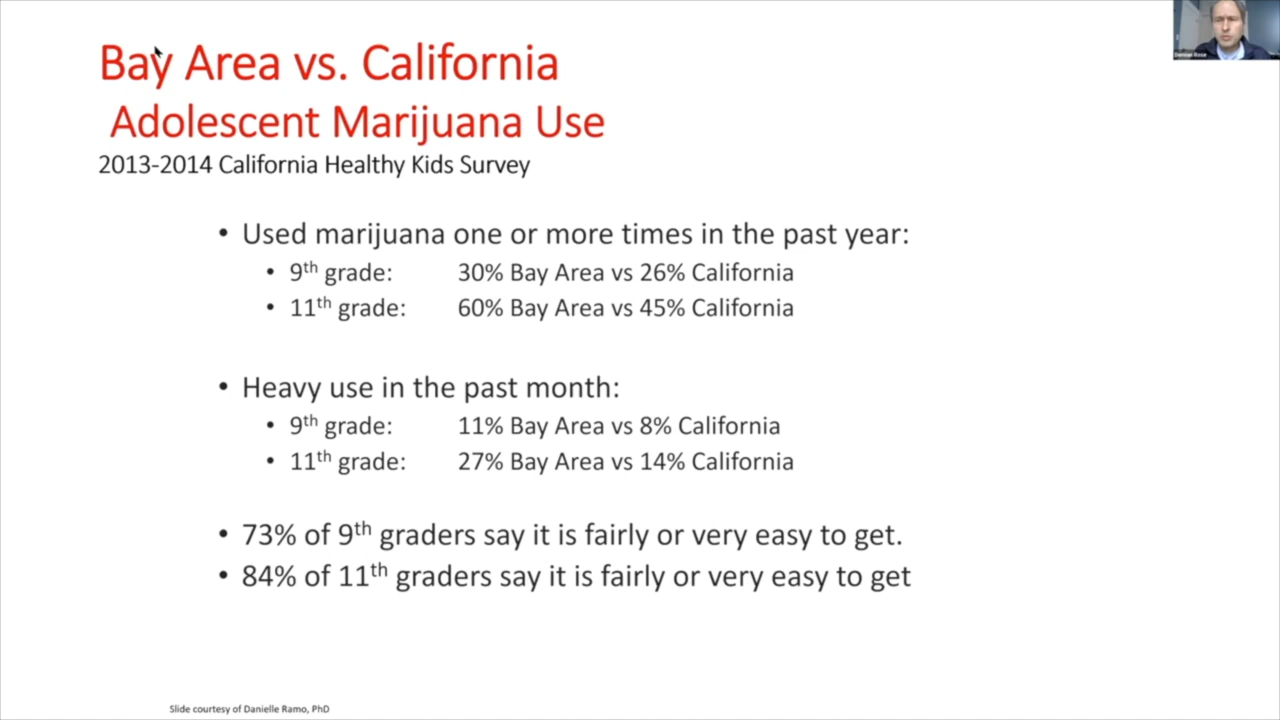 Bay Area vs. California
Adolescent Marijuana Use
2013-2014 California Healthy Kids Survey
• Used marijuana one or more times in the past year:
• 9th grade: 30% Bay Area vs 26% California
• 11th grade: 60% Bay Area vs 45% California
• Heavy use in the past month:
• 9th grade: 11% Bay Area vs 8% California
• 11th grade: 27% Bay Area vs 14% California
• 73% of 9th graders say it is fairly or very easy to get.
• 84% of 11th graders say it is fairly or very easy to get
Slide courtesy of Danielle Ramo, PhD